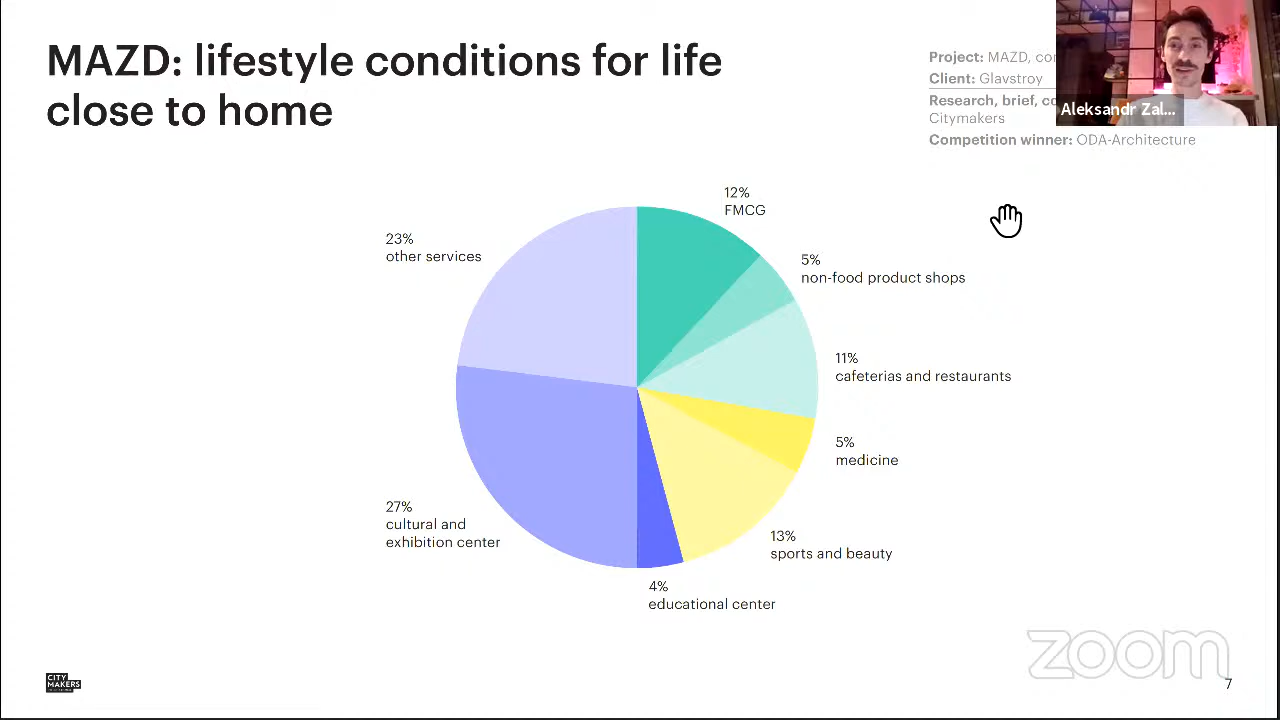 MAZD: lifestyle conditions for life
close to home
Project: MAZD,
Client: Glavstroy
Research, brief,
Citymakers
Competition winner: ODA-Architecture
Aleksandr Zal...
12%
FMCG
5%
non-food product shops
11%
cafeterias and restaurants
5%
medicine
13%
sports and beauty
4%
educational center
27%
cultural and
exhibition center
23%
other services
CITY
MAKERS
zoom
7